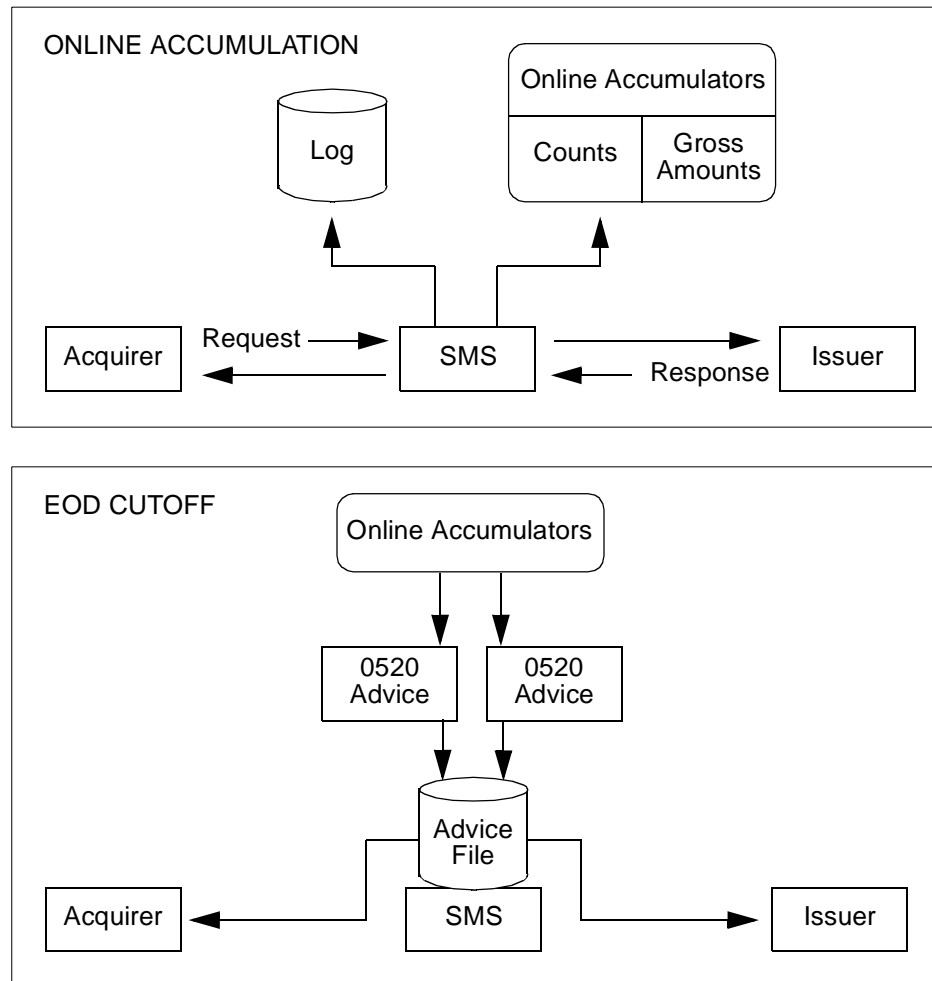 ONLINE ACCUMULATION
Online Accumulators
Log
Counts
Gross
Amounts
Acquirer
Request
SMS
Response
Issuer
EOD CUTOFF
Online Accumulators
0520
Advice
0520
Advice
Advice
File
Acquirer
SMS
Issuer